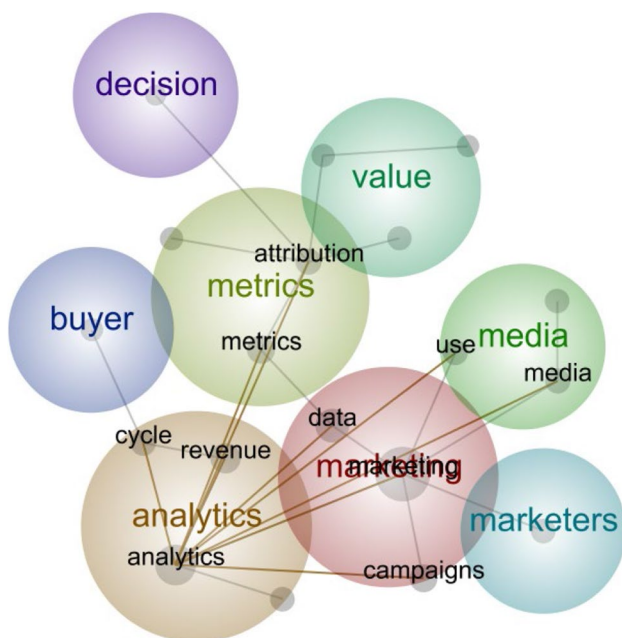 decision
value
attribution
metrics
buyer
metrics
use
media
media
data
cycle
revenue
marketing
marketing
analytics
marketers
analytics
campaigns